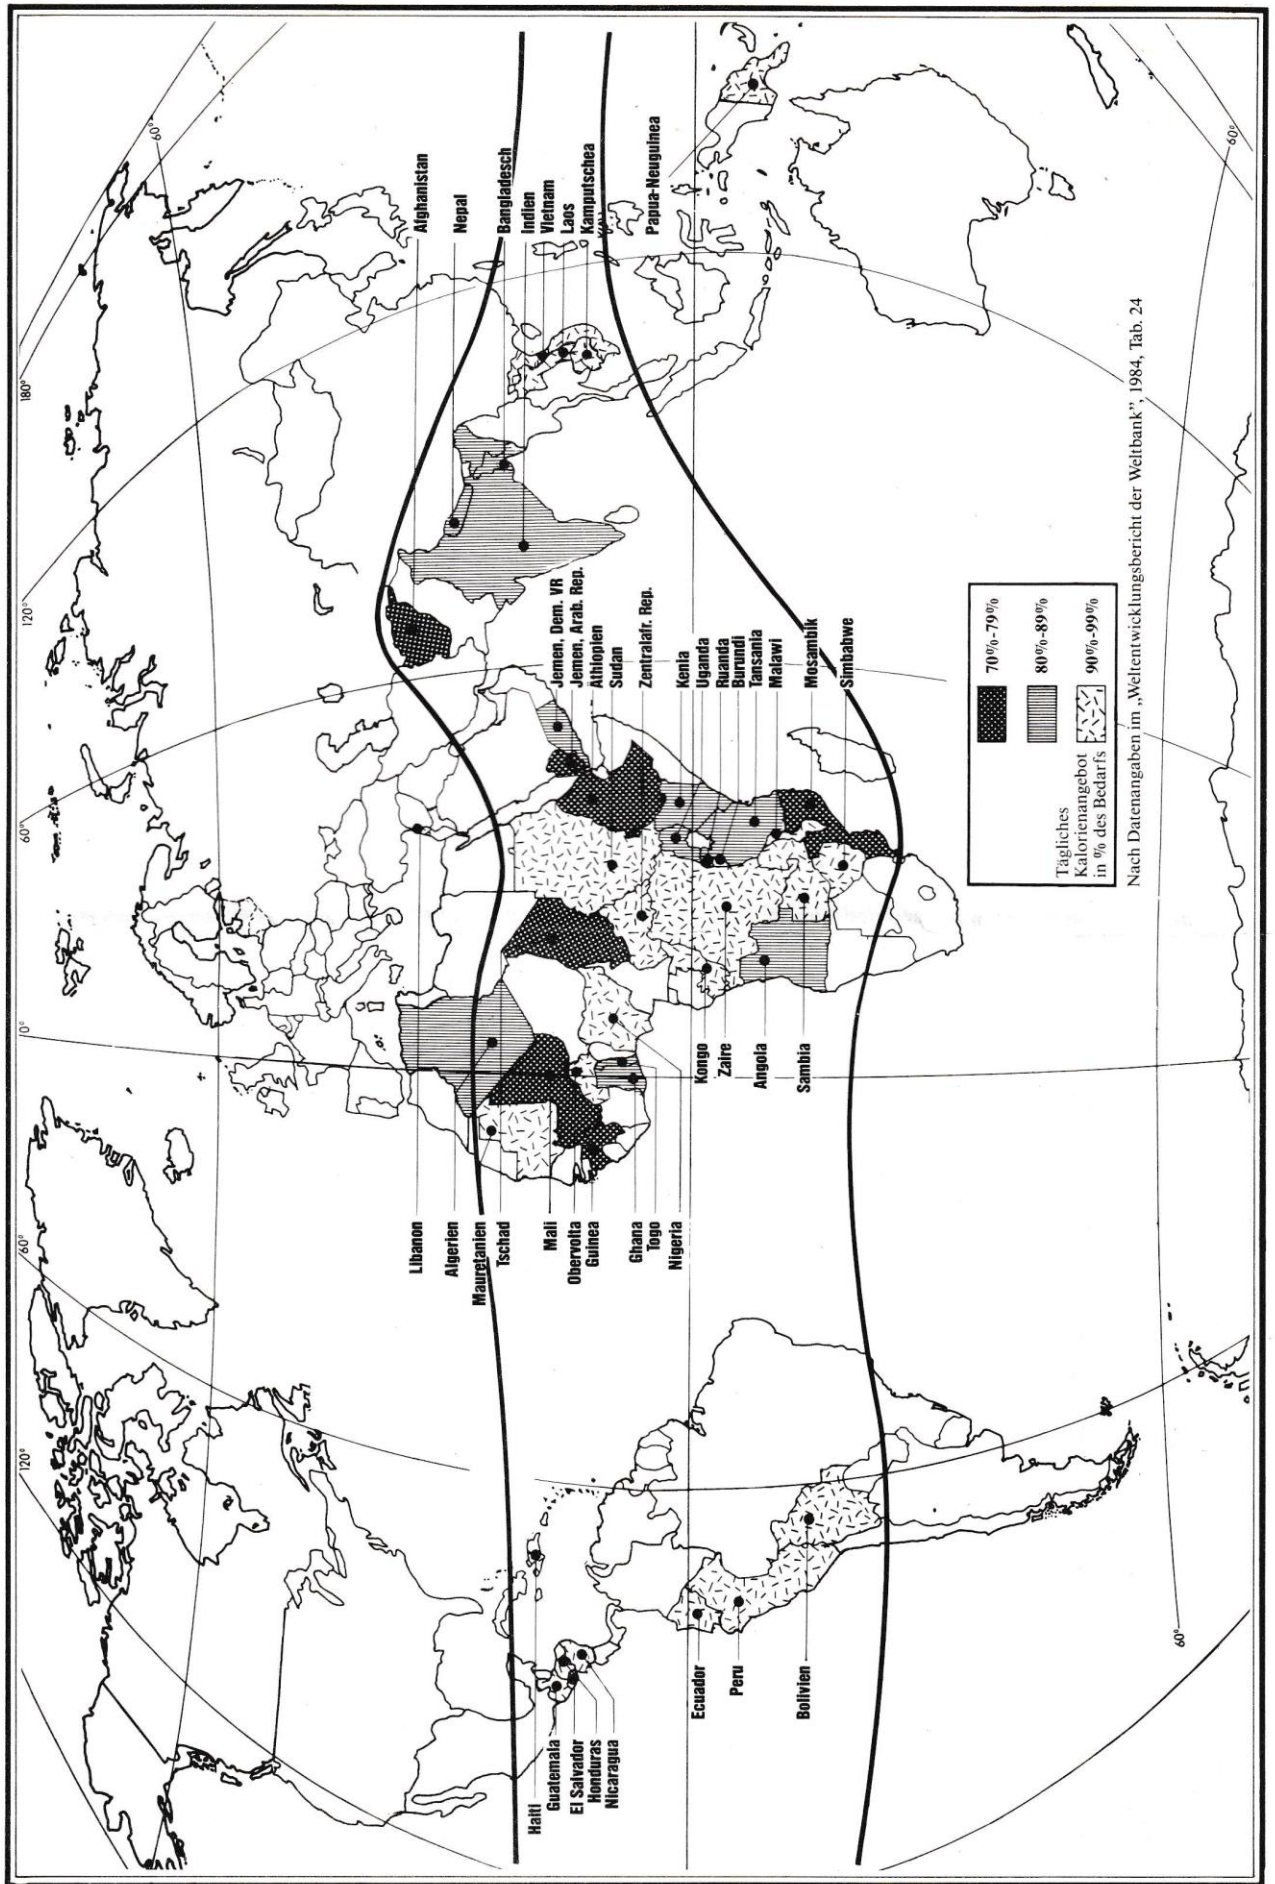 120°
60°
0°
60°
120°
180°
60°
60°
60°
Afghanistan
Nepal
Bangladesch
Indien
Vietnam
Laos
Kamputschea
Papua-Neuguinea
Jemen, Dem. VR
Jemen, Arab. Rep.
Äthiopien
Sudan
Zentralafr. Rep.
Kenia
Uganda
Ruanda
Burundi
Tansania
Malawi
Mosambik
Simbabwe
Kongo
Zaire
Angola
Sambia
Libanon
Algerien
Mauretanien
Tschad
Mali
Obervolta
Guinea
Ghana
Togo
Nigeria
Haiti
Guatemala
El Salvador
Honduras
Nicaragua
Ecuador
Peru
Bolivien
Tägliches
Kalorienangebot
in % des Bedarfs
70%-79%
80%-89%
90%-99%
Nach Datenangaben im „Weltentwicklungsbericht der Weltbank”, 1984, Tab. 24